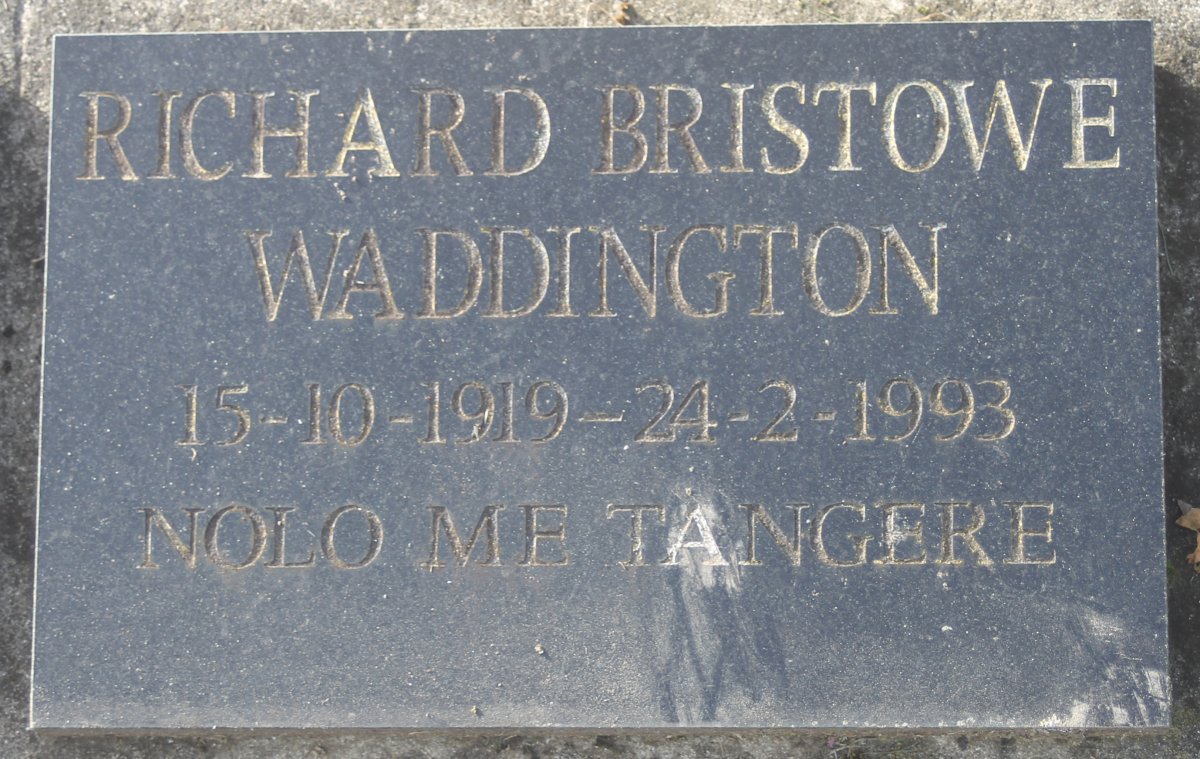 RICHARD BRISTOWE
WADDINGTON
15-10-1919-24-2-1993
NOLO ME TANGERE